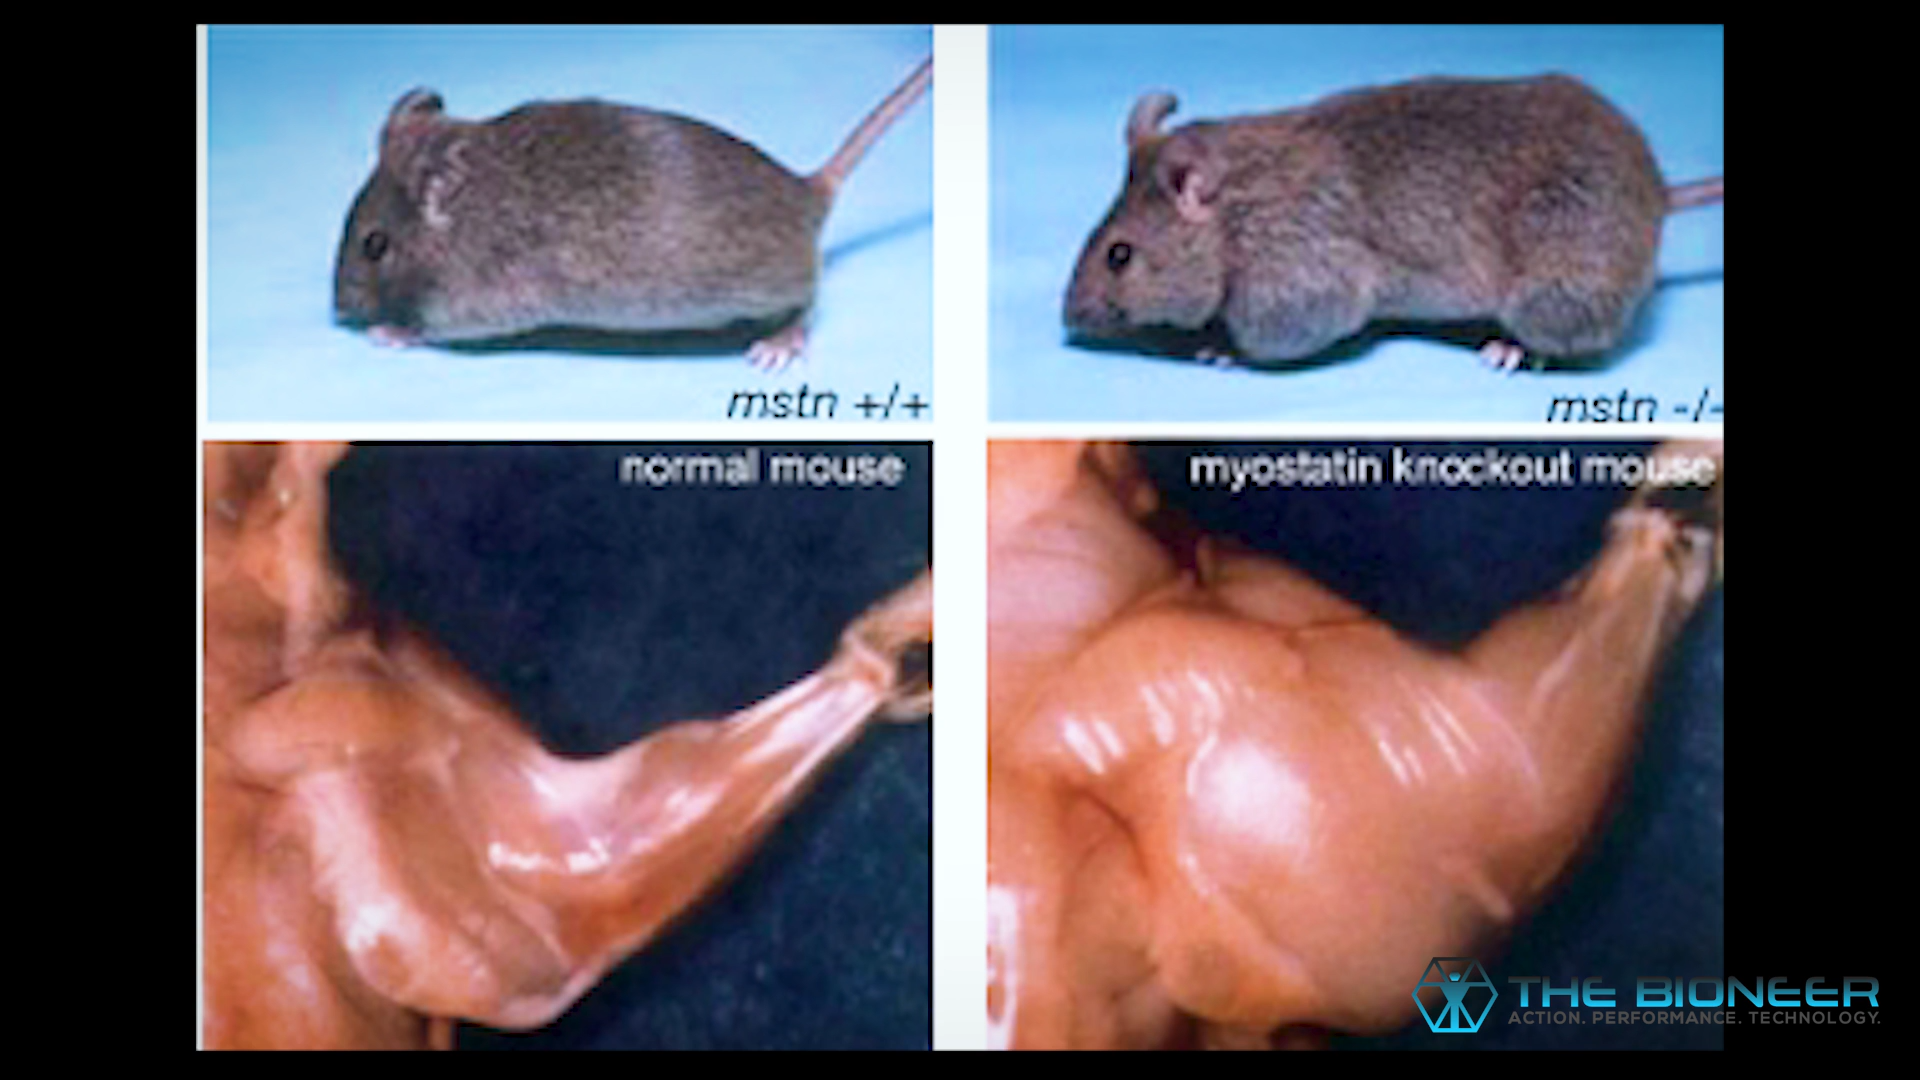 mstn +/+
mstn -/-
normal mouse
myostatin knockout mouse
THE BIONEER
ACTION. PERFORMANCE. TECHNOLOGY.